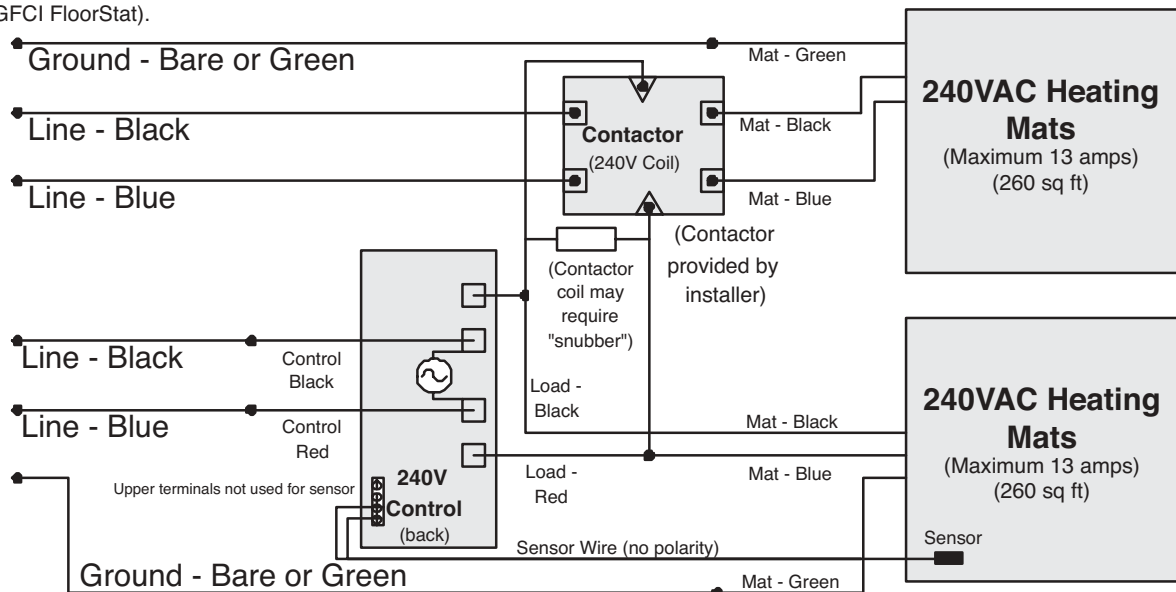 GFCI FloorStat).
Ground - Bare or Green
Mat - Green
Line - Black
Contactor
(240V Coil)
Mat - Black
Line - Blue
Mat - Blue
240VAC Heating
Mats
(Maximum 13 amps)
(260 sq ft)
(Contactor
provided by
installer)
(Contactor
coil may
require
"snubber")
Line - Black
Control
Black
Load -
Black
Line - Blue
Control
Red
Mat - Black
Load -
Red
Mat - Blue
240VAC Heating
Mats
(Maximum 13 amps)
(260 sq ft)
Upper terminals not used for sensor
240V
Control
(back)
Sensor Wire (no polarity)
Sensor
Ground - Bare or Green
Mat - Green